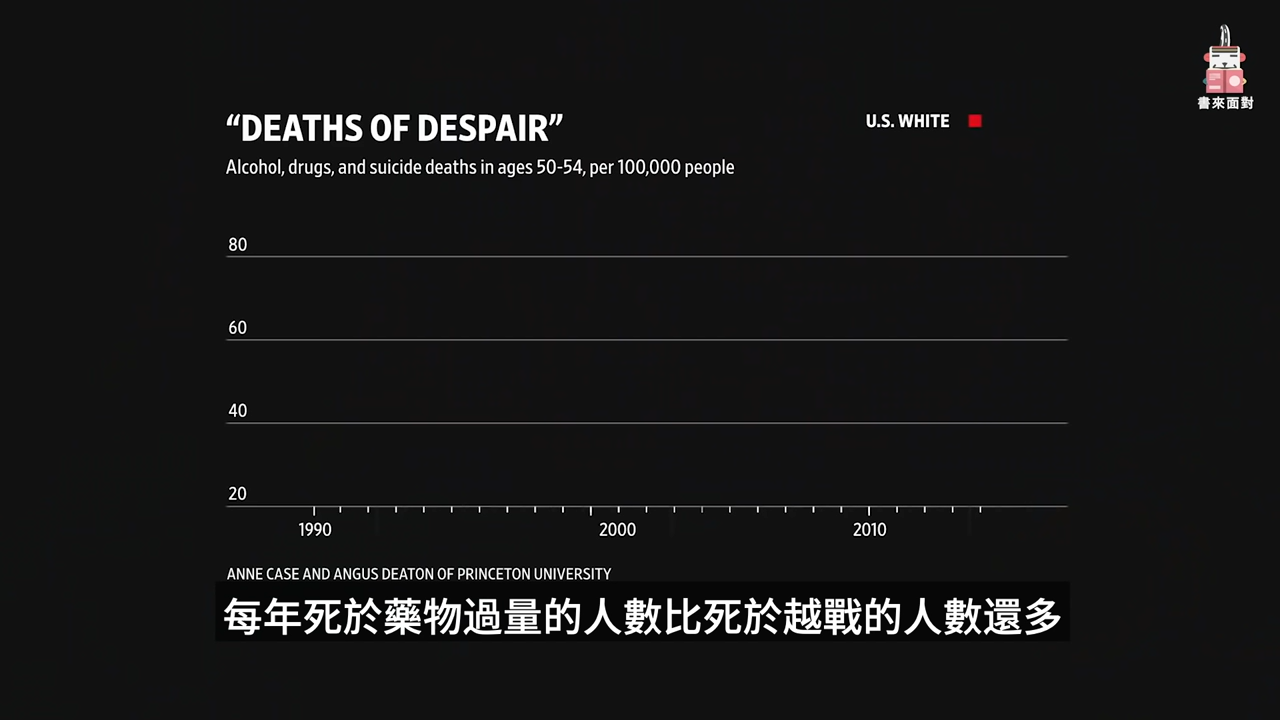 書來面對
“DEATHS OF DESPAIR”
U.S. WHITE
Alcohol, drugs, and suicide deaths in ages 50-54, per 100,000 people
80
60
40
20
1990 2000 2010
ANNE CASE AND ANGUS DEATON OF PRINCETON UNIVERSITY
每年死於藥物過量的人數比死於越戰的人數還多